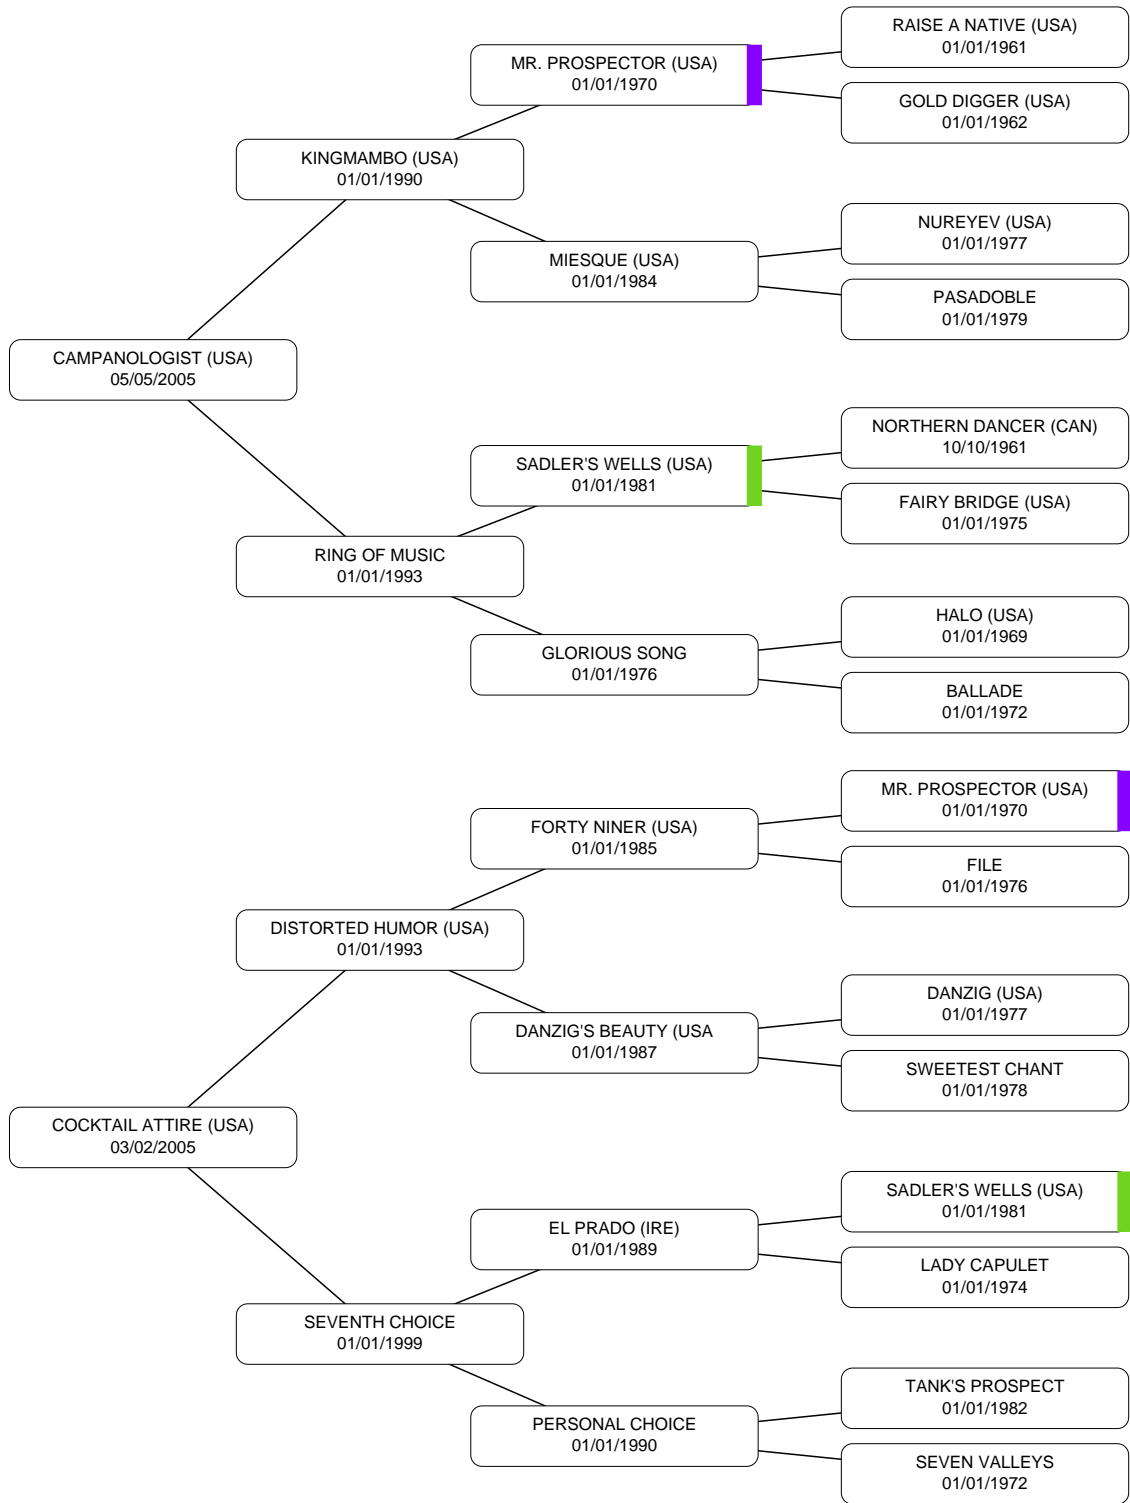 RAISE A NATIVE (USA)
01/01/1961
MR. PROSPECTOR (USA)
01/01/1970
GOLD DIGGER (USA)
01/01/1962
KINGMAMBO (USA)
01/01/1990
NUREYEV (USA)
01/01/1977
MIESQUE (USA)
01/01/1984
PASADOBLE
01/01/1979
CAMPANOLOGIST (USA)
05/05/2005
NORTHERN DANCER (CAN)
10/10/1961
SADLER'S WELLS (USA)
01/01/1981
FAIRY BRIDGE (USA)
01/01/1975
RING OF MUSIC
01/01/1993
HALO (USA)
01/01/1969
GLORIOUS SONG
01/01/1976
BALLADE
01/01/1972
MR. PROSPECTOR (USA)
01/01/1970
FORTY NINER (USA)
01/01/1985
FILE
01/01/1976
DISTORTED HUMOR (USA)
01/01/1993
DANZIG (USA)
01/01/1977
DANZIG'S BEAUTY (USA
01/01/1987
SWEETEST CHANT
01/01/1978
COCKTAIL ATTIRE (USA)
03/02/2005
SADLER'S WELLS (USA)
01/01/1981
EL PRADO (IRE)
01/01/1989
LADY CAPULET
01/01/1974
SEVENTH CHOICE
01/01/1999
TANK'S PROSPECT
01/01/1982
PERSONAL CHOICE
01/01/1990
SEVEN VALLEYS
01/01/1972